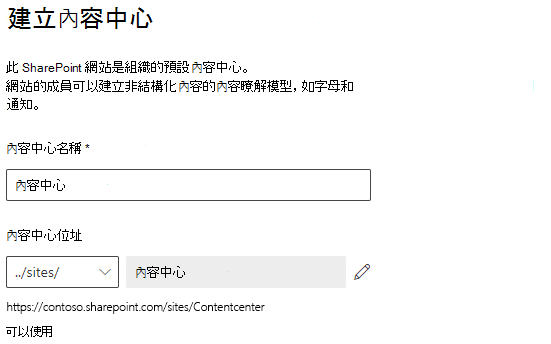 建立內容中心
此 SharePoint 網站是組織的預設內容中心。
網站的成員可以建立非結構化內容的內容瞭解模型，如字母和
通知。
內容中心名稱 *
內容中心
內容中心位址
../sites/ 內容中心
https://contoso.sharepoint.com/sites/Contentcenter
可以使用